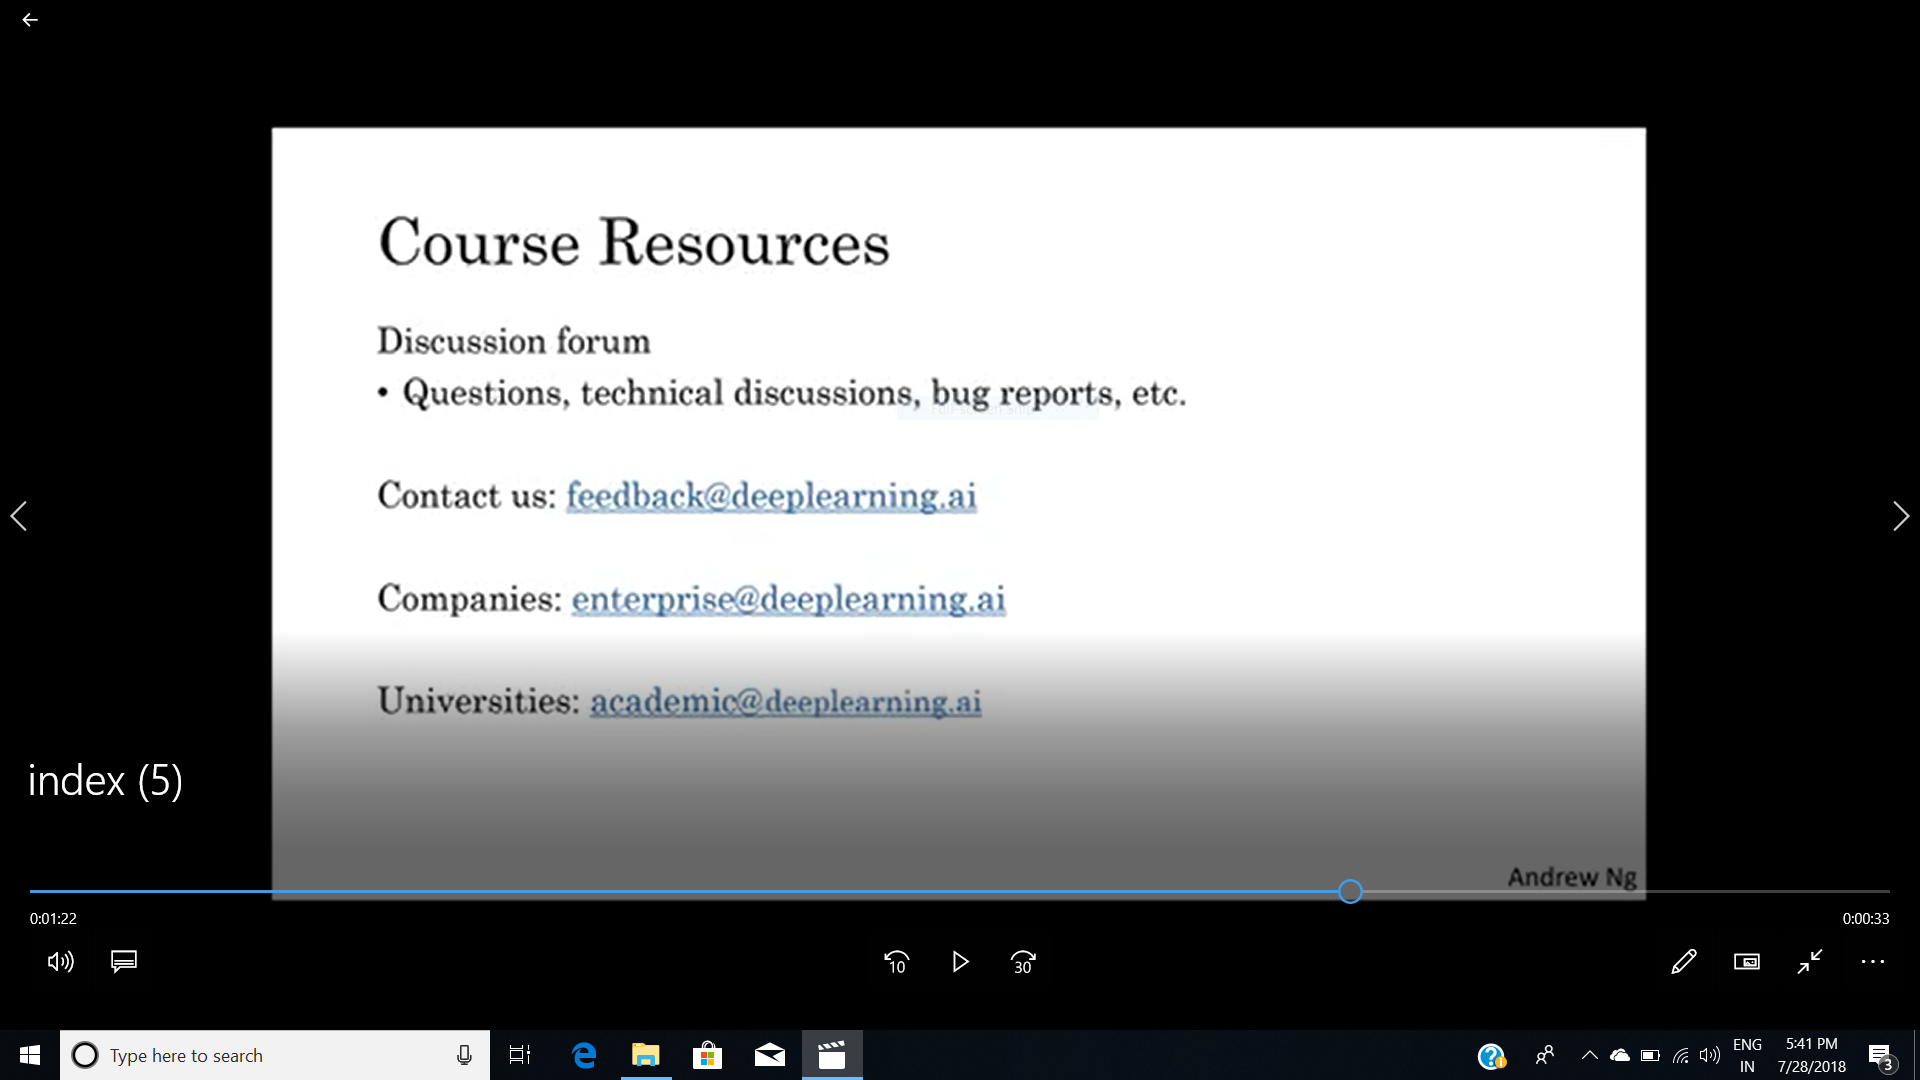 Course Resources
Discussion forum
• Questions, technical discussions, bug reports, etc.
Contact us: feedback@deeplearning.ai
Companies: enterprise@deeplearning.ai
Universities: academic@deeplearning.ai
index (5)
Andrew Ng
0:01:22
0:00:33
10
30
Type here to search
ENG
IN
5:41 PM
7/28/2018
3